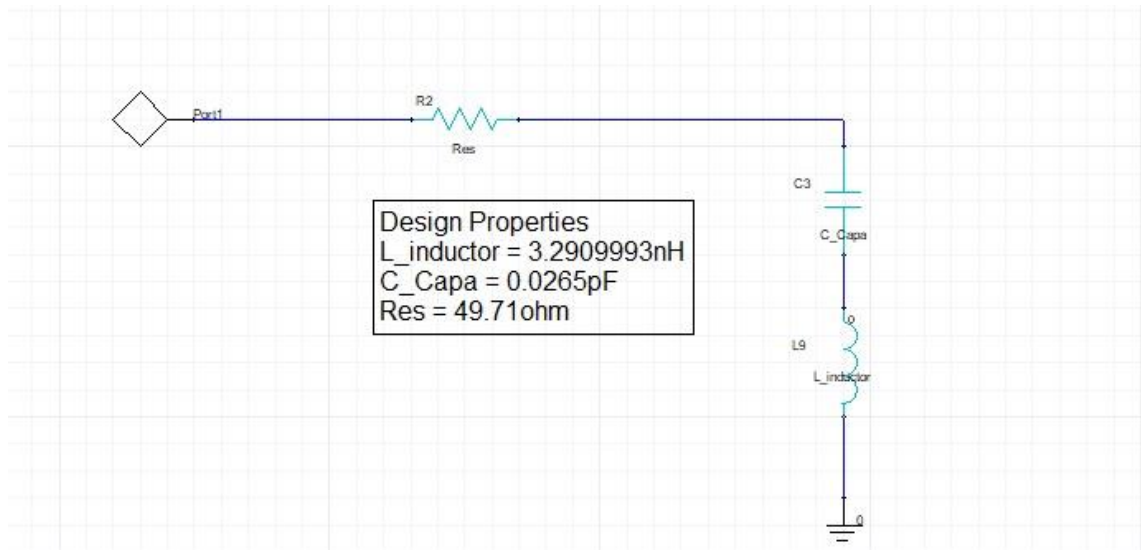 Port1
R2
Res
C3
C_Capa
Design Properties
L_inductor = 3.2909993nH
C_Capa = 0.0265pF
Res = 49.71ohm
0
L9
L_inductor
0